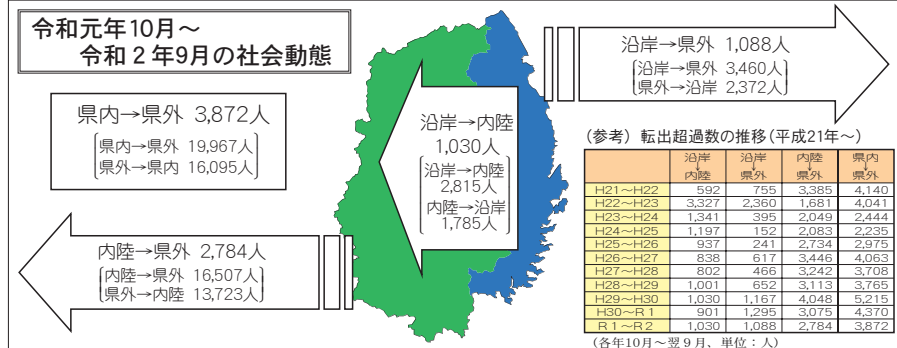 令和元年10月～
令和２年9月の社会動態
県内→県外 3,872人
県内→県外 19,967人
県外→県内 16,095人
沿岸→内陸
1,030人
沿岸→内陸
2,815人
内陸→沿岸
1,785人
沿岸→県外 1,088人
沿岸→県外 3,460人
県外→沿岸 2,372人
内陸→県外 2,784人
内陸→県外 16,507人
県外→内陸 13,723人
(参考) 転出超過数の推移(平成21年～)
沿岸↓内陸 沿岸↓県外 内陸↓県外 県内↓県外
H21～H22 592 755 3,385 4,140
H22～H23 3,327 2,360 1,681 4,041
H23～H24 1,341 395 2,049 2,444
H24～H25 1,197 152 2,083 2,235
H25～H26 937 241 2,734 2,975
H26～H27 838 617 3,446 4,063
H27～H28 802 466 3,242 3,708
H28～H29 1,001 652 3,113 3,765
H29～H30 1,030 1,167 4,048 5,215
H30～R１ 901 1,295 3,075 4,370
R１～R２ 1,030 1,088 2,784 3,872
(各年10月～翌９月、単位：人)